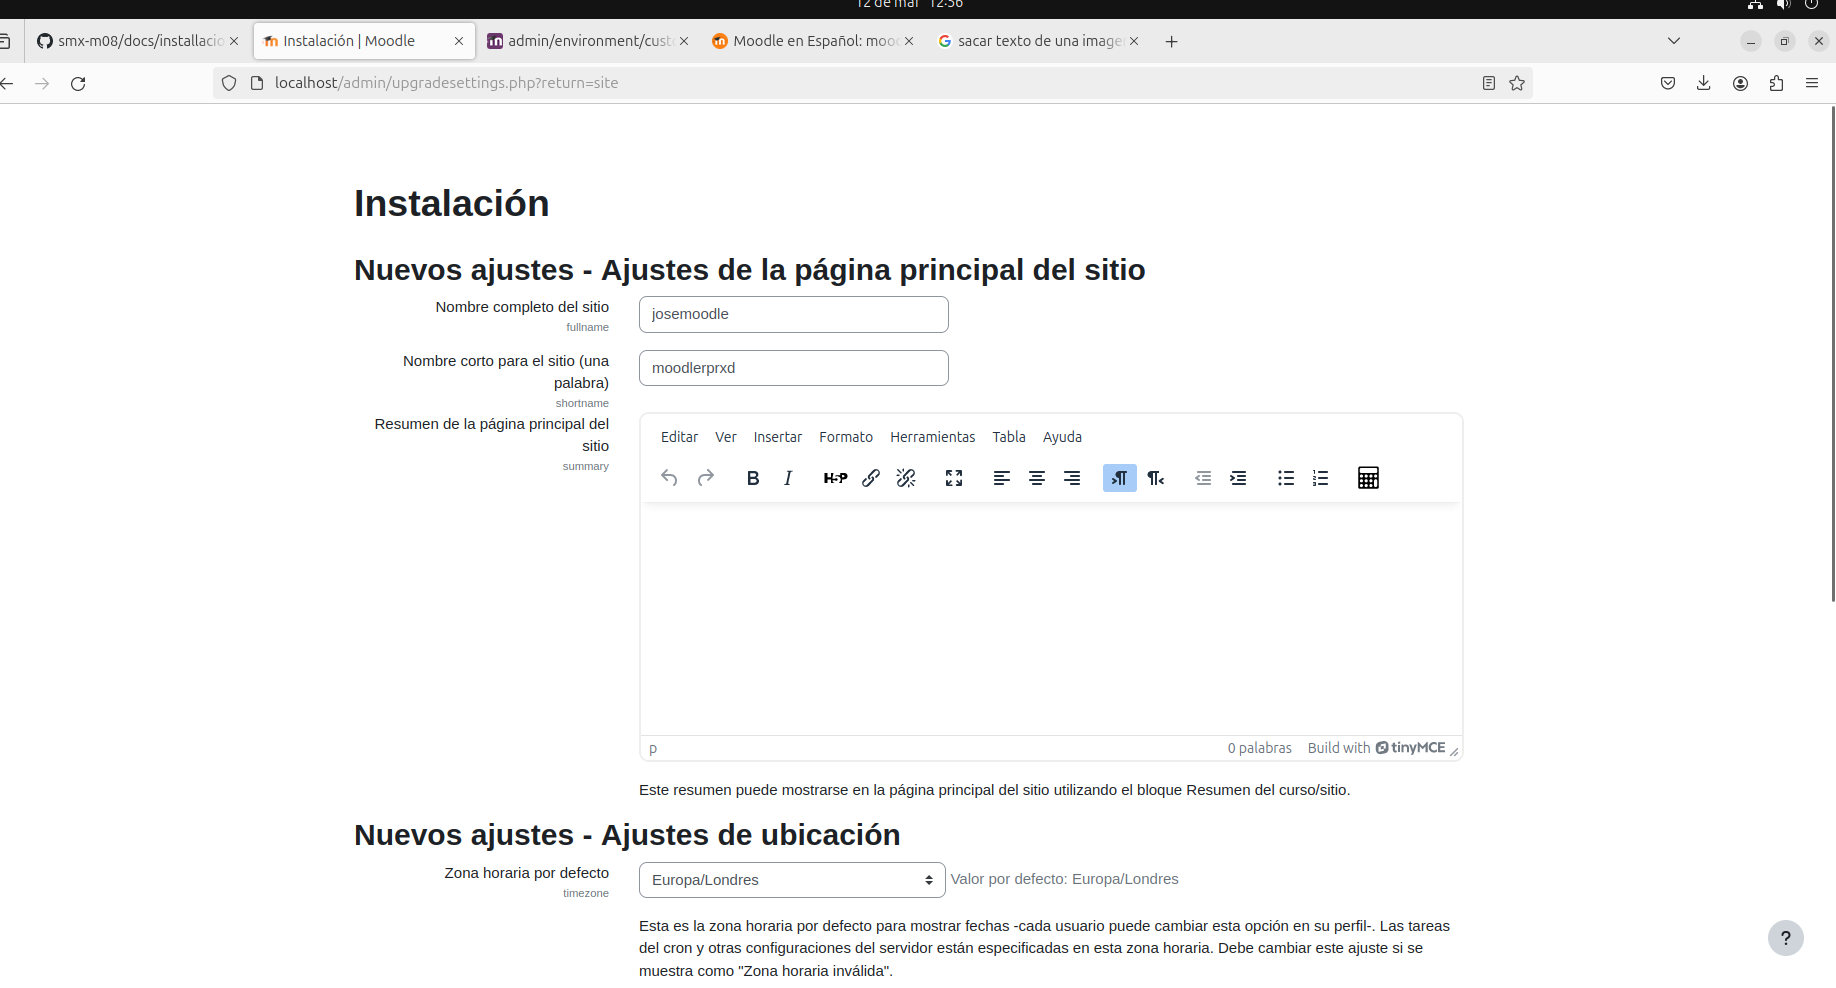 12 de mar 12:56
smx-m08/docs/installacio
Instalación | Moodle
admin/environment/cust
Moodle en Español: moo
sacar texto de una image
localhost/admin/upgradesettings.php?return=site
Instalación
Nuevos ajustes - Ajustes de la página principal del sitio
Nombre completo del sitio
fullname
josemoodle
Nombre corto para el sitio (una
palabra)
shortname
moodlerprxd
Resumen de la página principal del
sitio
summary
Editar Ver Insertar Formato Herramientas Tabla Ayuda
B I H5P
p
0 palabras Build with tinyMCE
Este resumen puede mostrarse en la página principal del sitio utilizando el bloque Resumen del curso/sitio.
Nuevos ajustes - Ajustes de ubicación
Zona horaria por defecto
timezone
Europa/Londres
Valor por defecto: Europa/Londres
Esta es la zona horaria por defecto para mostrar fechas -cada usuario puede cambiar esta opción en su perfil-. Las tareas
del cron y otras configuraciones del servidor están especificadas en esta zona horaria. Debe cambiar este ajuste si se
muestra como "Zona horaria inválida".
?